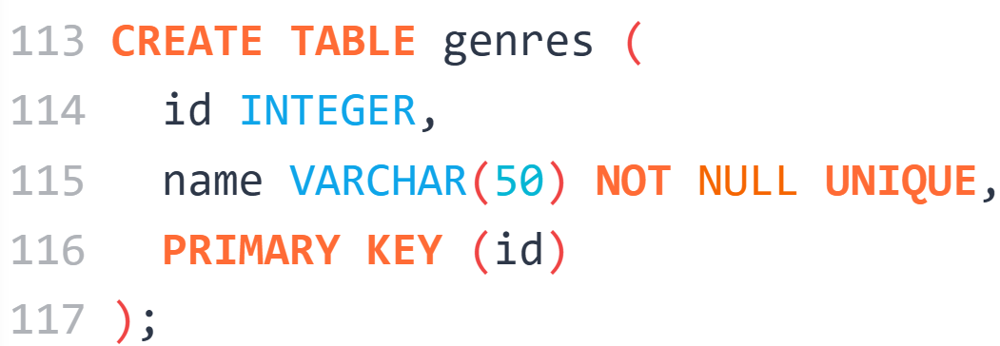 113 CREATE TABLE genres (
114   id INTEGER,
115   name VARCHAR(50) NOT NULL UNIQUE,
116   PRIMARY KEY (id)
117 );